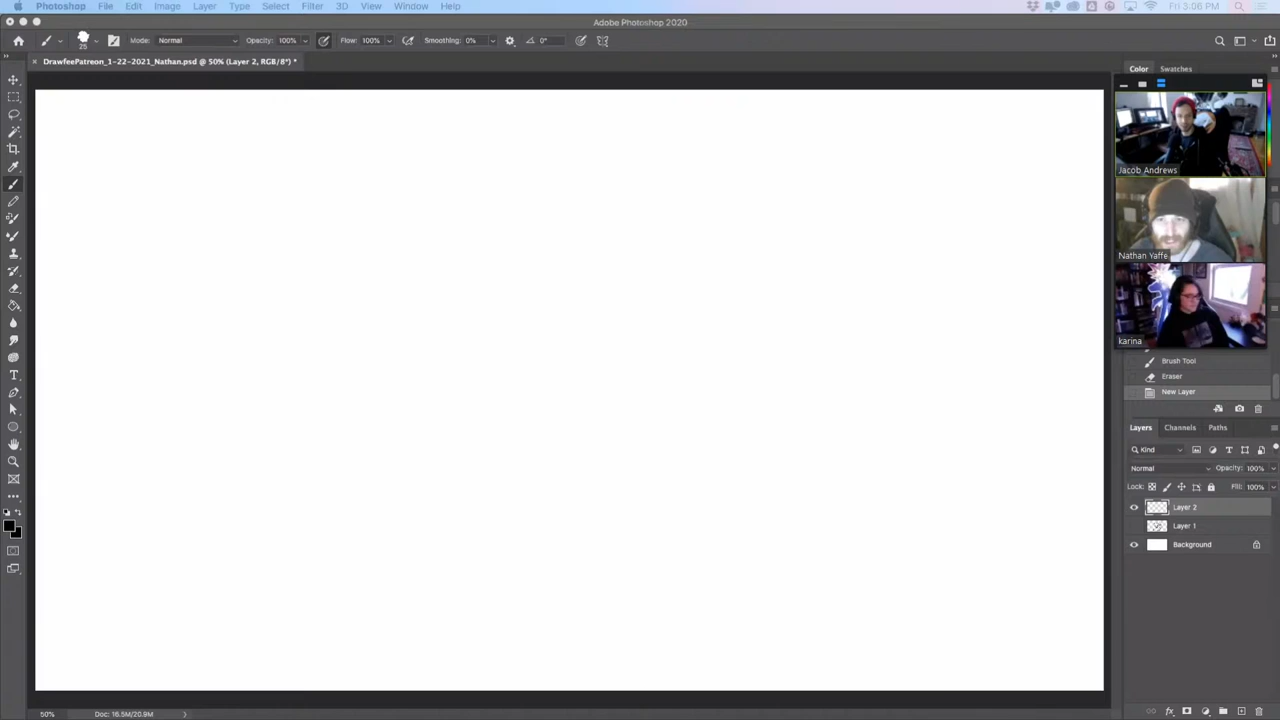 Photoshop File Edit Image Layer Type Select Filter 3D View Window Help Fri 3:06 PM
Adobe Photoshop 2020
25 Mode: Normal Opacity: 100% Flow: 100% Smoothing: 0% 0°
DrawfeePatreon_1-22-2021_Nathan.psd @ 50% (Layer 2, RGB/8*) *
Color Swatches
Jacob Andrews
Nathan Yaffe
karina
Brush Tool
Eraser
New Layer
Layers Channels Paths
Kind
Normal Opacity: 100%
Lock: Fill: 100%
Layer 2
Layer 1
Background
50% Doc: 16.5M/20.9M